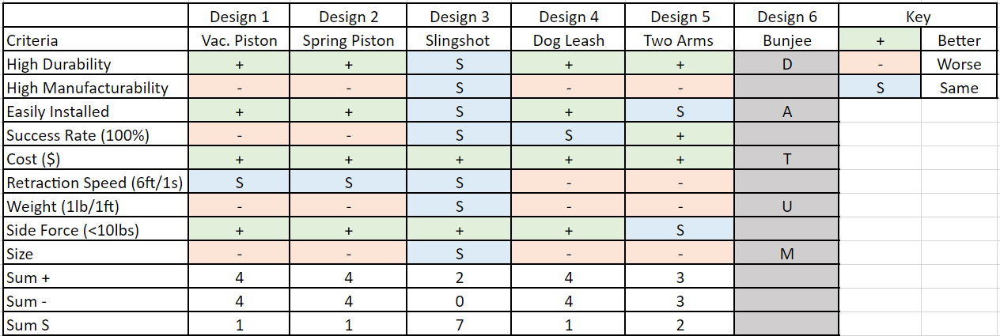 Design 1 Design 2 Design 3 Design 4 Design 5 Design 6 Key
Criteria Vac. Piston Spring Piston Slingshot Dog Leash Two Arms Bunjee + Better
High Durability + + S + + D - Worse
High Manufacturability - - S - - S Same
Easily Installed + + S + S A
Success Rate (100%) - - S S +
Cost ($) + + + + + T
Retraction Speed (6ft/1s) S S S - -
Weight (1lb/1ft) - - S - - U
Side Force (<10lbs) + + + + S
Size - - S - - M
Sum + 4 4 2 4 3
Sum - 4 4 0 4 3
Sum S 1 1 7 1 2